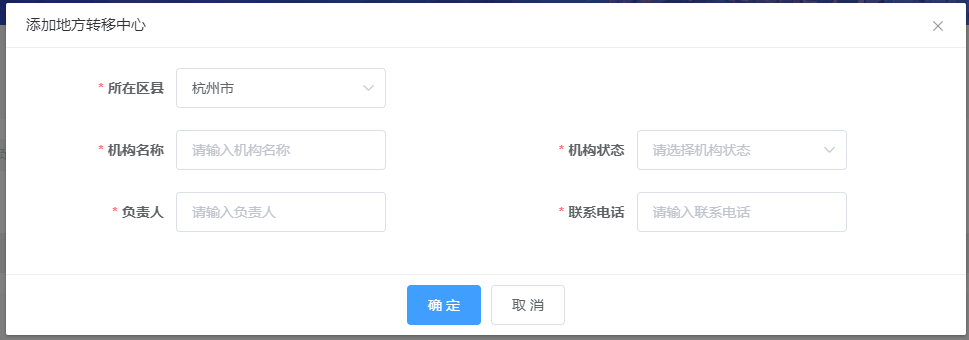 添加地方转移中心
* 所在区县 杭州市
* 机构名称 请输入机构名称 * 机构状态 请选择机构状态
* 负责人 请输入负责人 * 联系电话 请输入联系电话
确 定 取 消